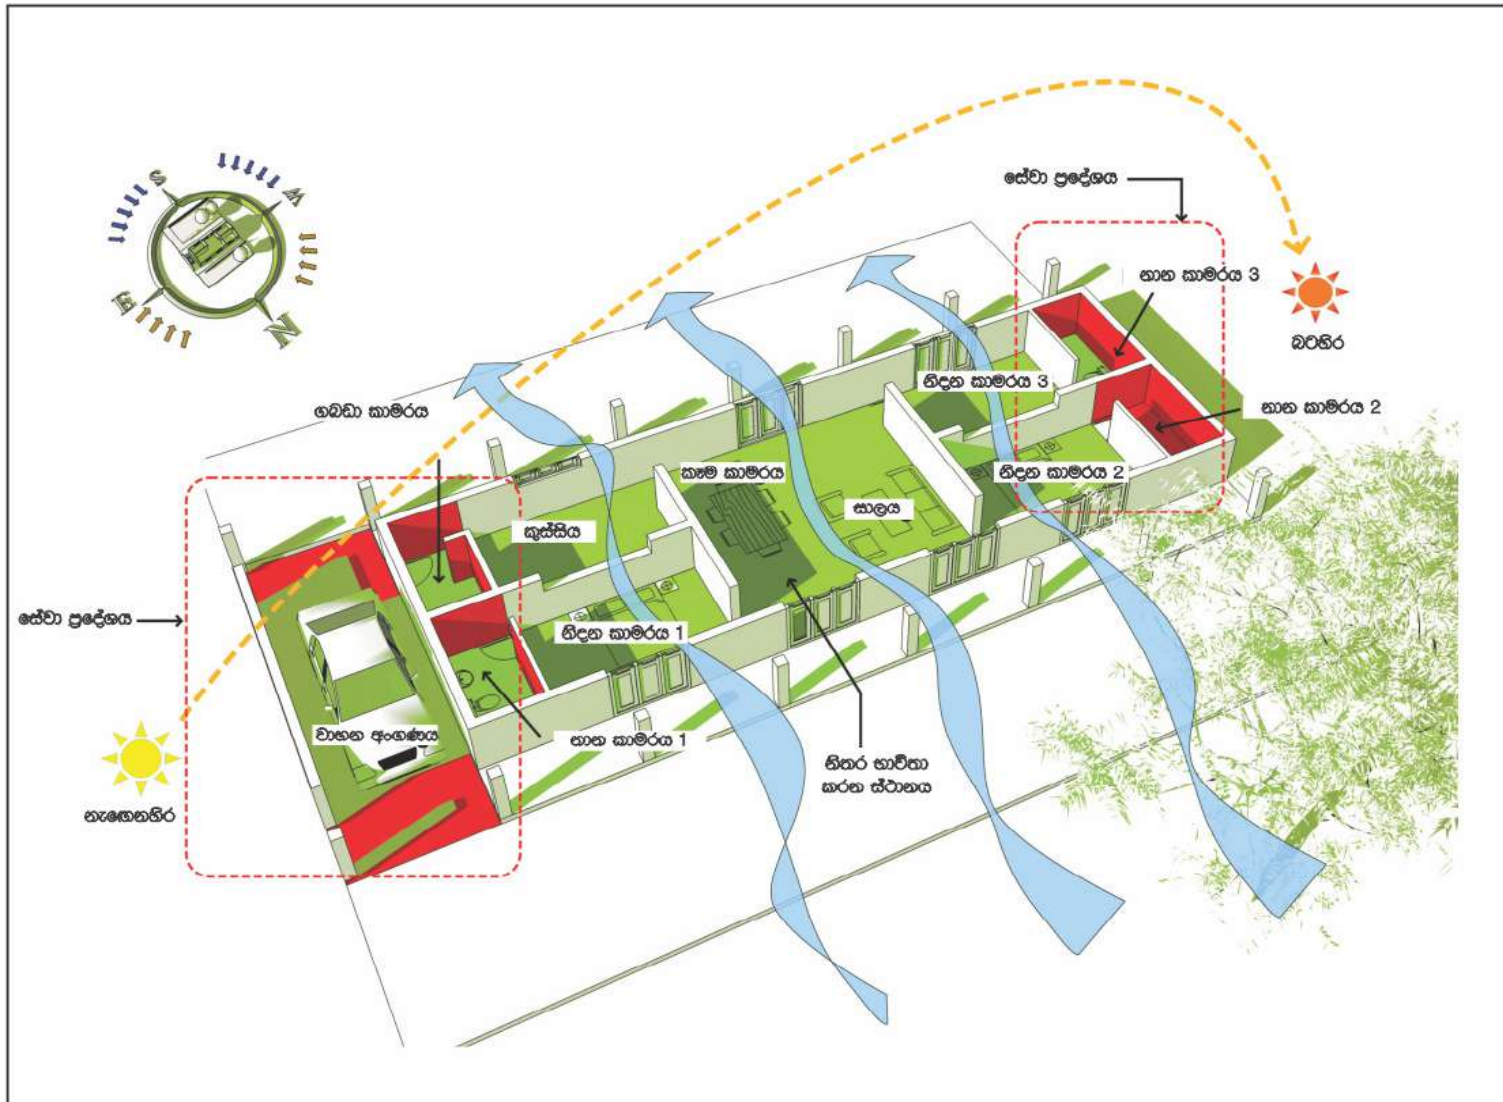 සේවා ප්‍රදේශය
S
W
E
N
නාන කාමරය 3
බටහිර
නිදන කාමරය 3
ගබඩා කාමරය
නාන කාමරය 2
කෑම කාමරය
නිදන කාමරය 2
සාලය
කුස්සිය
සේවා ප්‍රදේශය
නිදන කාමරය 1
වාහන අංගණය
නාන කාමරය 1
නිතර භාවිතා
කරන ස්ථානය
නැඟෙනහිර